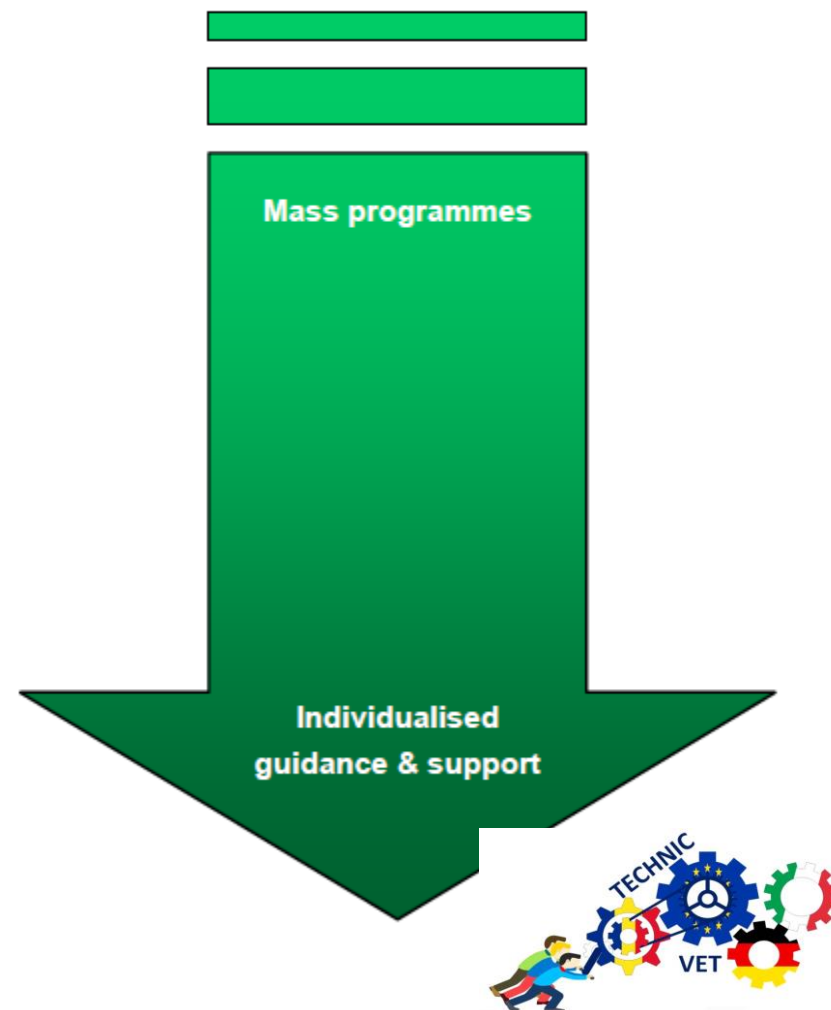 Mass programmes
Individualised
guidance & support
TECHNIC
VET